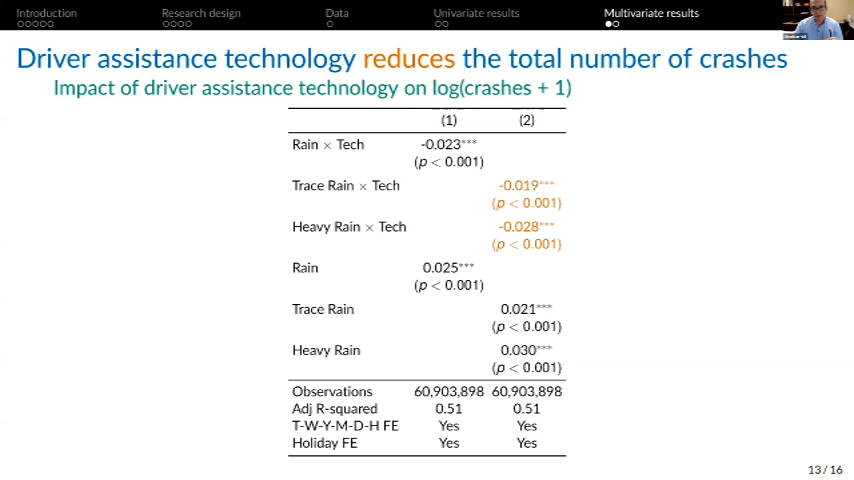 Introduction Research design Data Univariate results Multivariate results
Driver assistance technology reduces the total number of crashes
Impact of driver assistance technology on log(crashes + 1)
(1) (2)
Rain × Tech -0.023***
(p < 0.001)
Trace Rain × Tech -0.019***
(p < 0.001)
Heavy Rain × Tech -0.028***
(p < 0.001)
Rain 0.025***
(p < 0.001)
Trace Rain 0.021***
(p < 0.001)
Heavy Rain 0.030***
(p < 0.001)
Observations 60,903,898 60,903,898
Adj R-squared 0.51 0.51
T-W-Y-M-D-H FE Yes Yes
Holiday FE Yes Yes
13 / 16